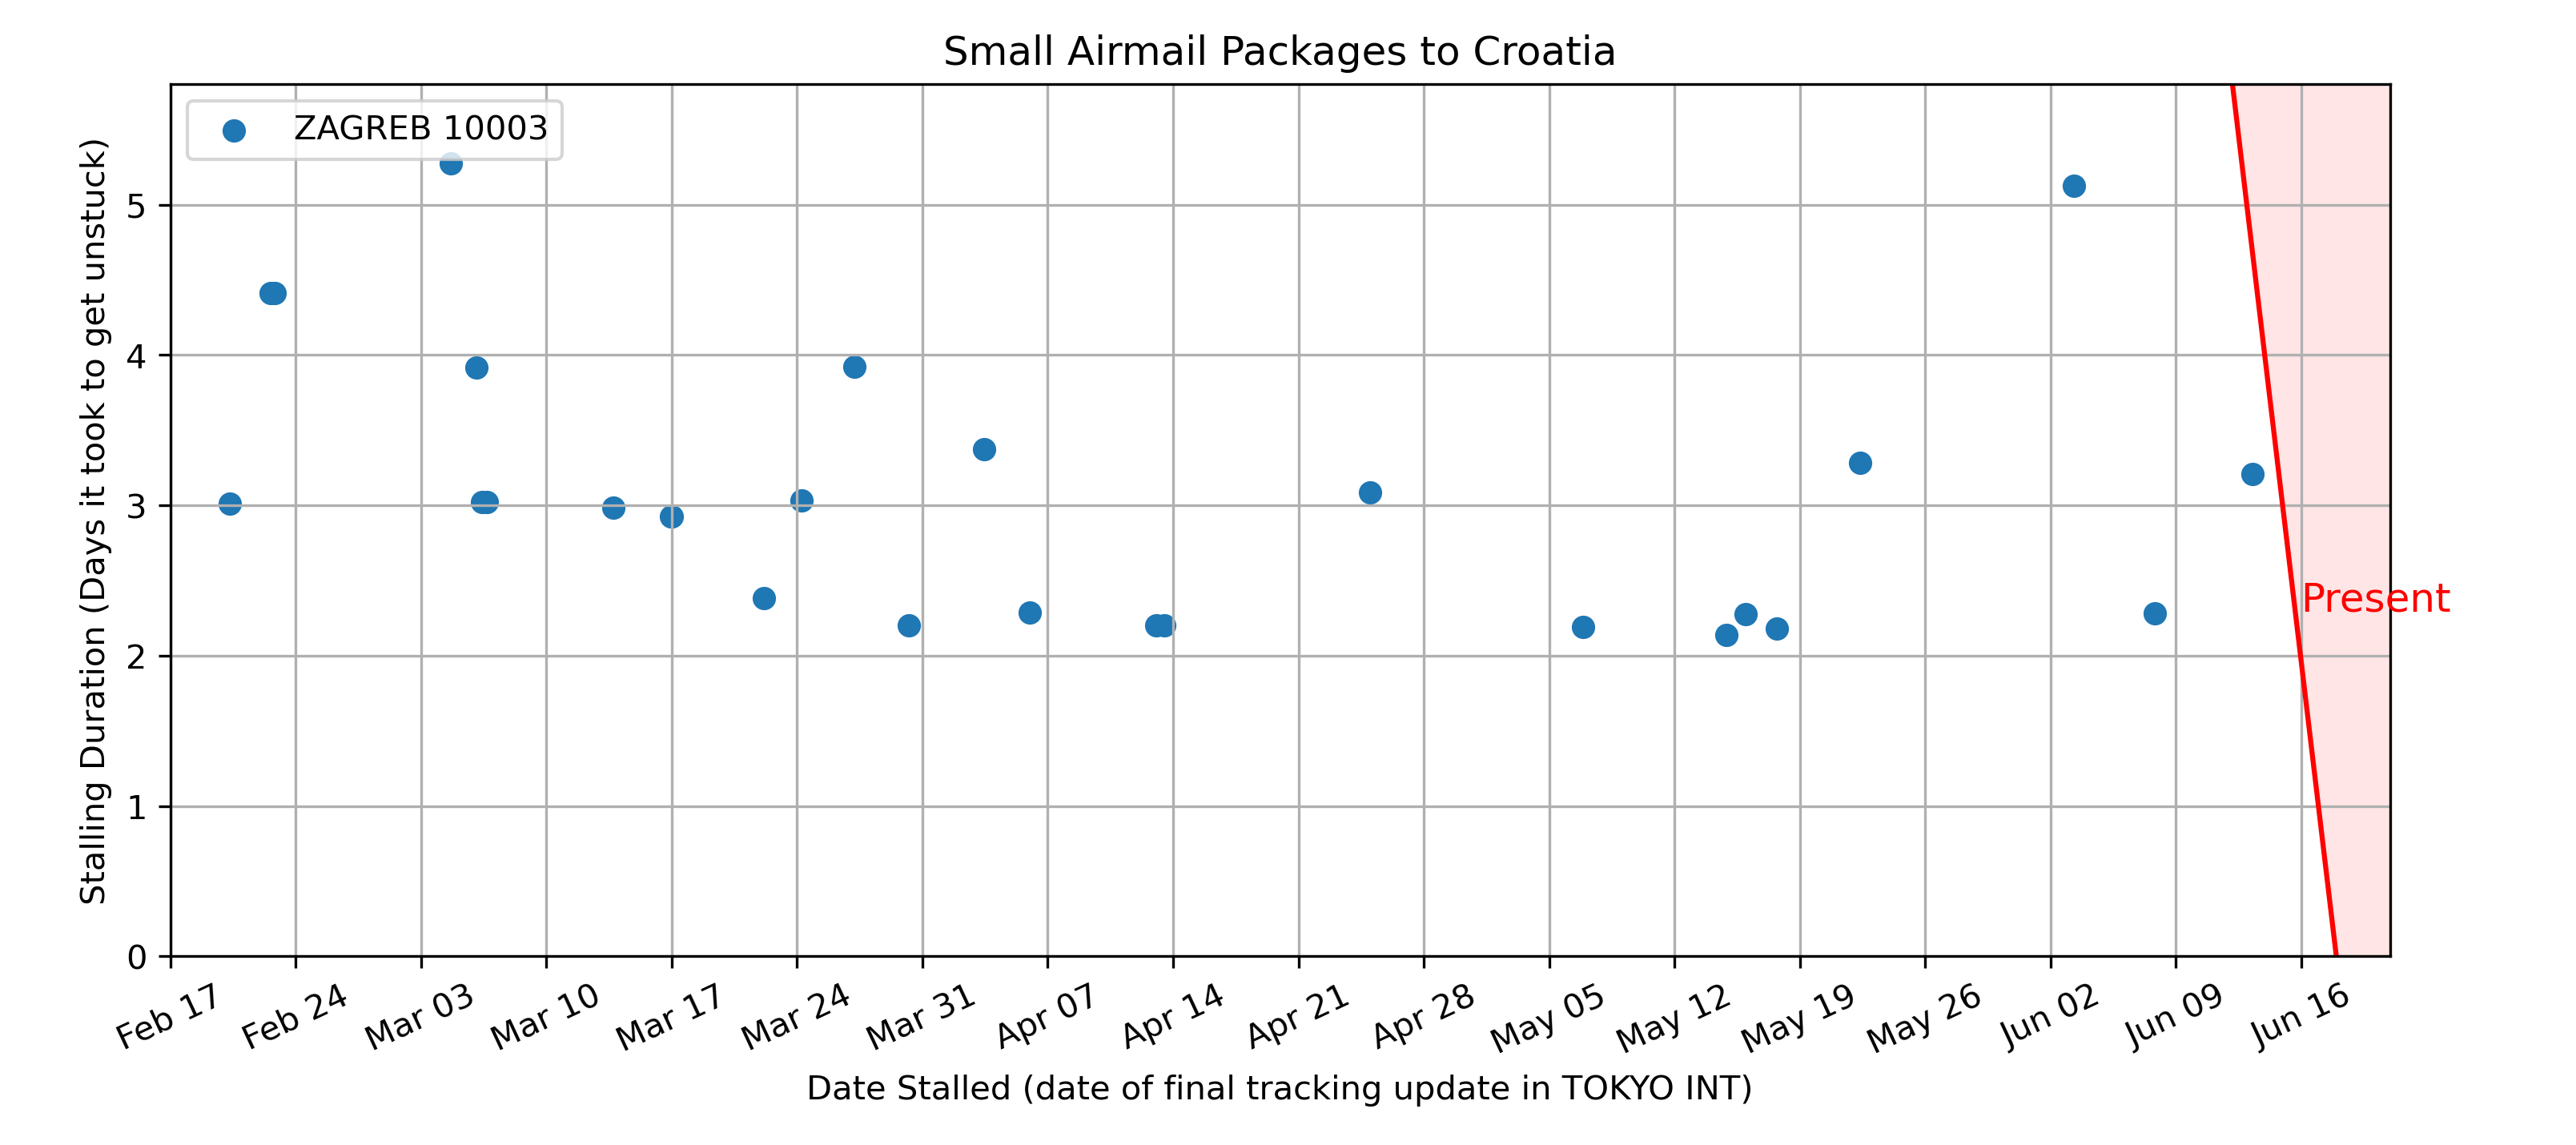 Small Airmail Packages to Croatia
ZAGREB 10003
Stalling Duration (Days it took to get unstuck)
5
4
3
2
1
0
Present
Feb 17
Feb 24
Mar 03
Mar 10
Mar 17
Mar 24
Mar 31
Apr 07
Apr 14
Apr 21
Apr 28
May 05
May 12
May 19
May 26
Jun 02
Jun 09
Jun 16
Date Stalled (date of final tracking update in TOKYO INT)